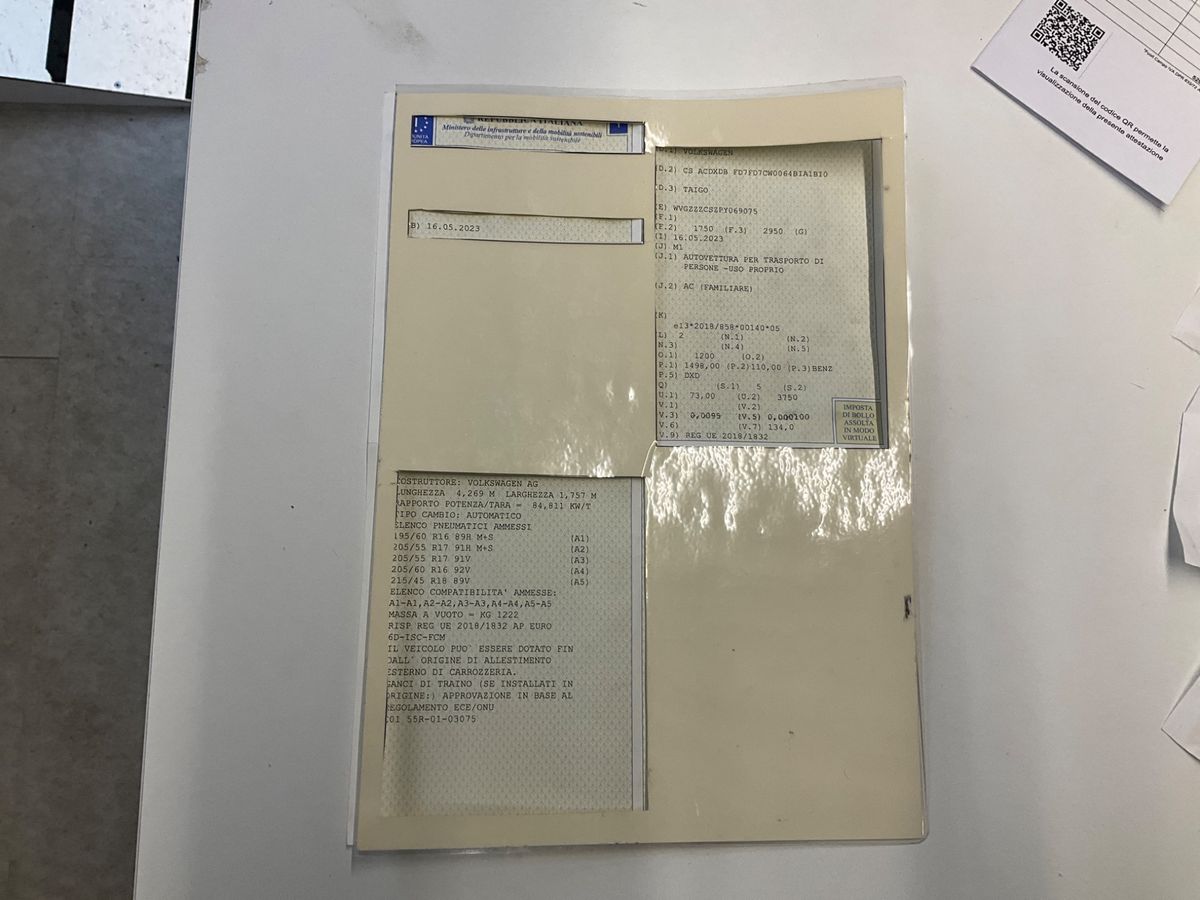 REPUBBLICA ITALIANA
Ministero delle infrastrutture e della mobilità sostenibili
Dipartimento per la mobilità sostenibile
UNITA
OPEA
B) 16.05.2023
VOLKSWAGEN
(D.2) CS ACDXDB FD7FD7CW0064BIA1BI0
(D.3) TAIGO
(E) WVGZZZCSZPY069075
(F.1)
(F.2) 1750 (F.3) 2950 (G)
(I) 16.05.2023
(J) M1
(J.1) AUTOVETTURA PER TRASPORTO DI
PERSONE -USO PROPRIO
(J.2) AC (FAMILIARE)
(K)
e13*2018/858*00140*05
L) 2 (N.1) (N.2)
N.3) (N.4) (N.5)
O.1) 1200 (O.2)
P.1) 1498,00 (P.2)110,00 (P.3)BENZ
P.5) DXD
Q) (S.1) 5 (S.2)
U.1) 73,00 (U.2) 3750
V.1) (V.2)
V.3) 0,0095 (V.5) 0,000100
V.6) (V.7) 134,0
V.9) REG UE 2018/1832
IMPOSTA
DI BOLLO
ASSOLTA
IN MODO
VIRTUALE
COSTRUTTORE: VOLKSWAGEN AG
LUNGHEZZA 4,269 M LARGHEZZA 1,757 M
RAPPORTO POTENZA/TARA = 84,811 KW/T
TIPO CAMBIO: AUTOMATICO
ELENCO PNEUMATICI AMMESSI
195/60 R16 89H M+S (A1)
205/55 R17 91H M+S (A2)
205/55 R17 91V (A3)
205/60 R16 92V (A4)
215/45 R18 89V (A5)
ELENCO COMPATIBILITA' AMMESSE:
A1-A1,A2-A2,A3-A3,A4-A4,A5-A5
MASSA A VUOTO = KG 1222
RISP REG UE 2018/1832 AP EURO
6D-ISC-FCM
IL VEICOLO PUO` ESSERE DOTATO FIN
DALL` ORIGINE DI ALLESTIMENTO
ESTERNO DI CARROZZERIA.
GANCI DI TRAINO (SE INSTALLATI IN
ORIGINE:) APPROVAZIONE IN BASE AL
REGOLAMENTO ECE/ONU
E01 55R-01-03075
La scansione del codice QR permette la
visualizzazione della presente attestazione